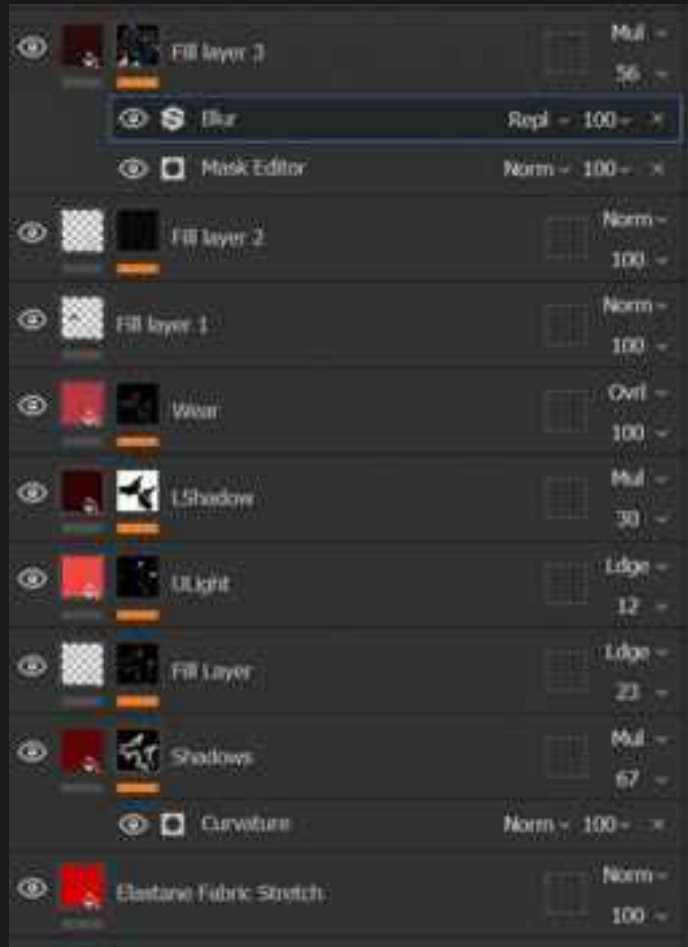 Fill layer 3
Mul
56
Blur Repl 100
Mask Editor Norm 100
Fill layer 2
Norm
100
Fill layer 1
Norm
100
Wear
Ovrl
100
LShadow
Mul
30
ULight
Ldge
12
Fill Layer
Ldge
23
Shadows
Mul
67
Curvature Norm 100
Elastane Fabric Stretch
Norm
100